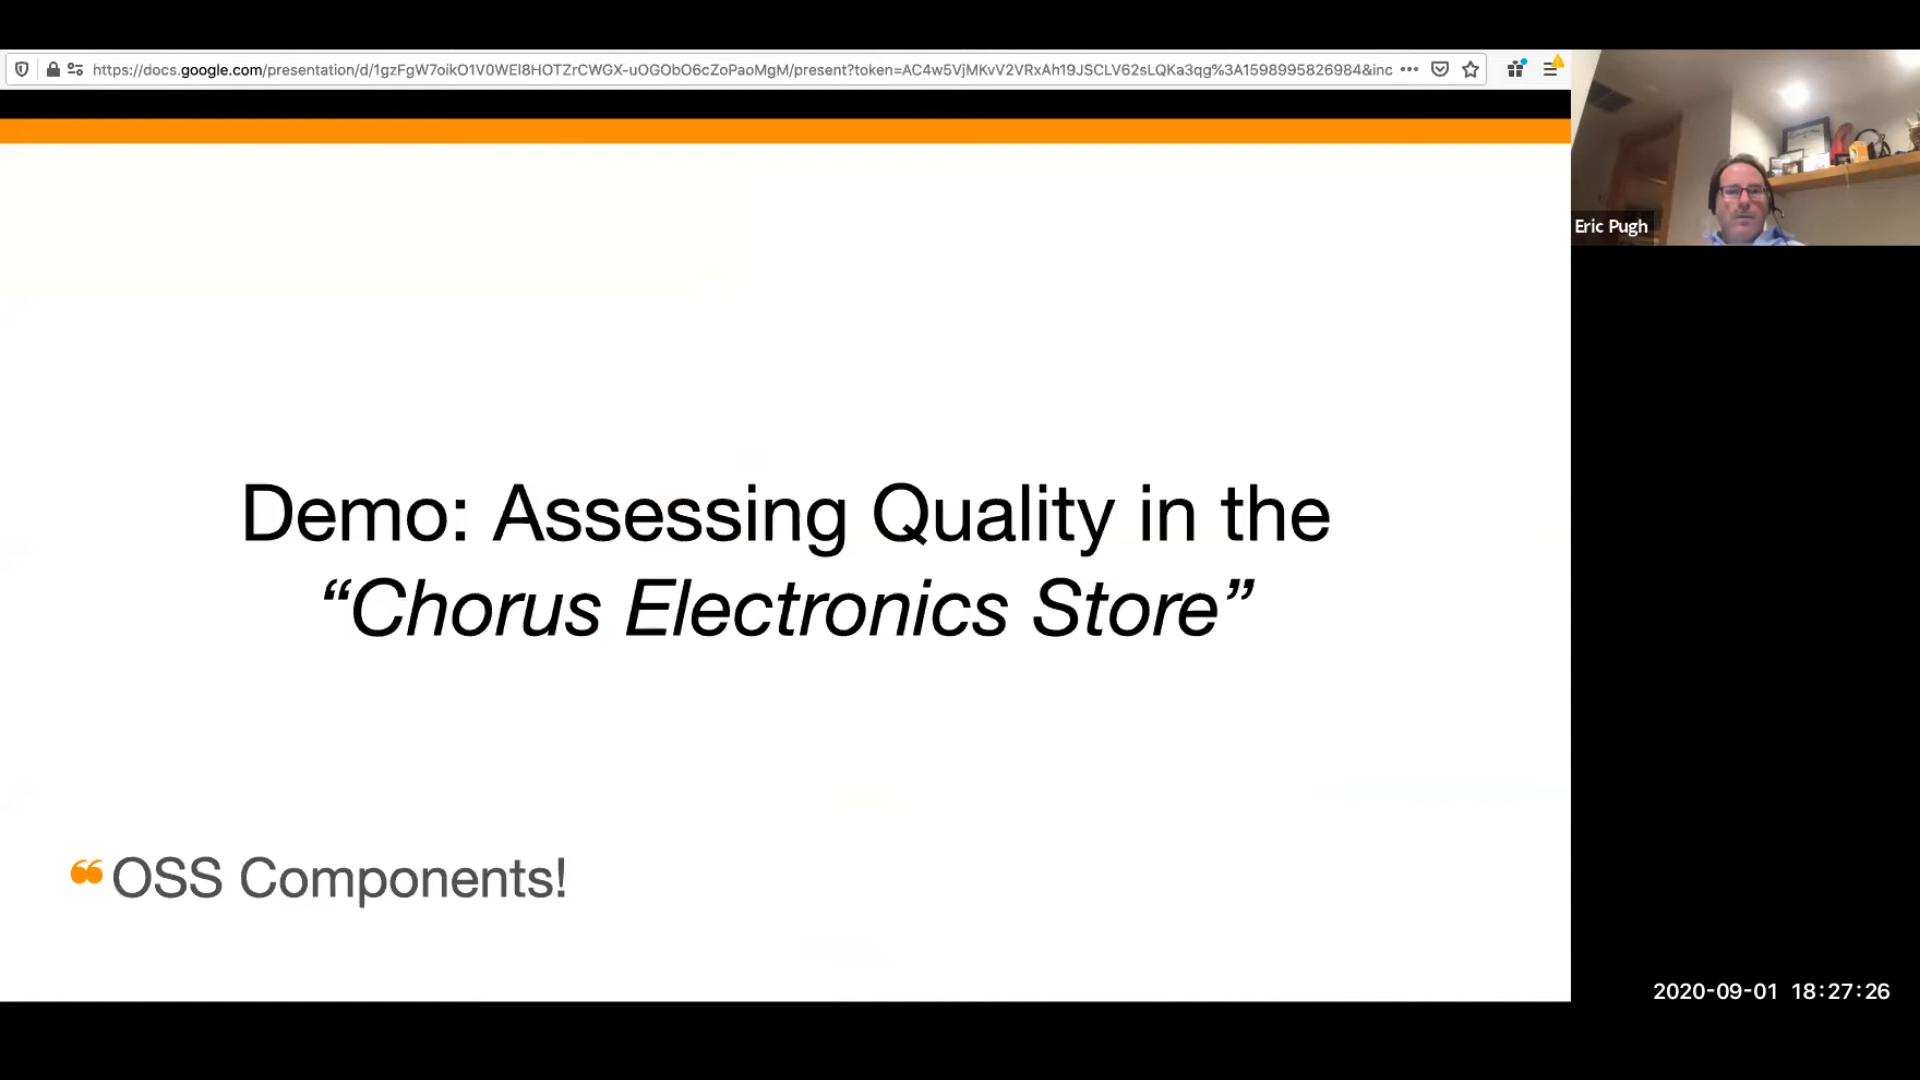 https://docs.google.com/presentation/d/1gzFgW7oikO1V0WEl8HOTZrCWGX-uOGObO6cZoPaoMgM/present?token=AC4w5VjMKvV2VRxAh19JSCLV62sLQKa3qg%3A1598995826984&inc
Eric Pugh
Demo: Assessing Quality in the
“Chorus Electronics Store”
❝OSS Components!
2020-09-01 18:27:26